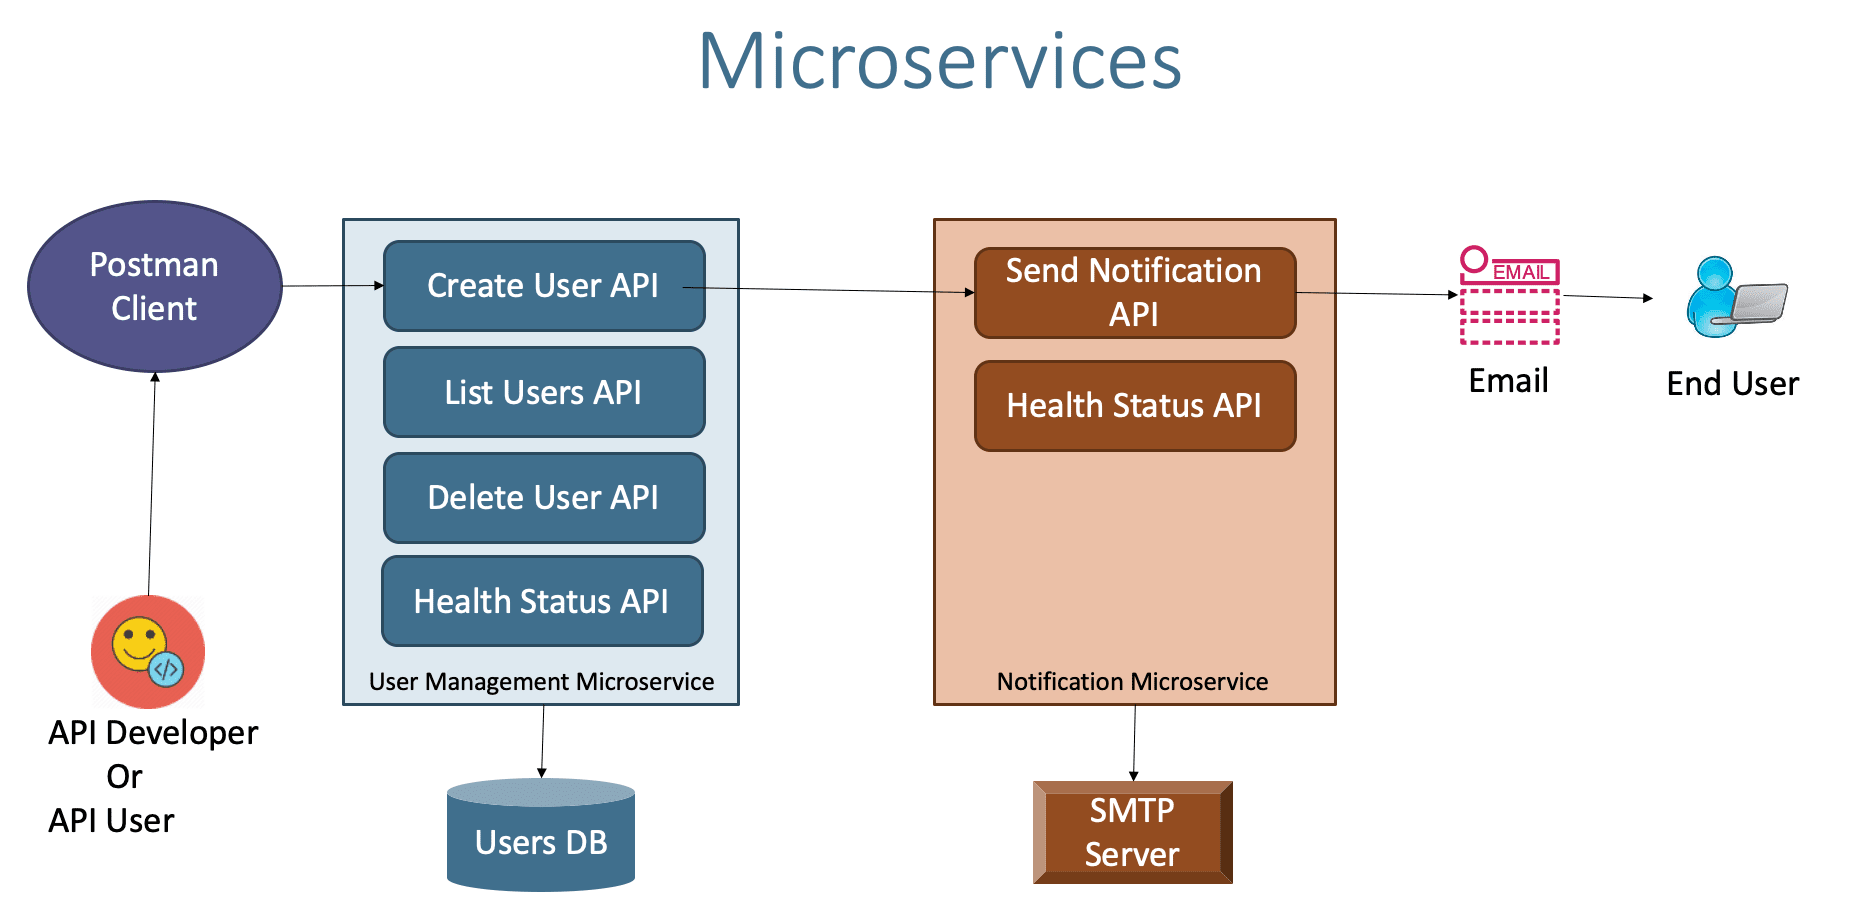 Microservices
Postman
Client
API Developer
Or
API User
Create User API
List Users API
Delete User API
Health Status API
User Management Microservice
Users DB
Send Notification
API
Health Status API
Notification Microservice
SMTP
Server
EMAIL
Email
End User